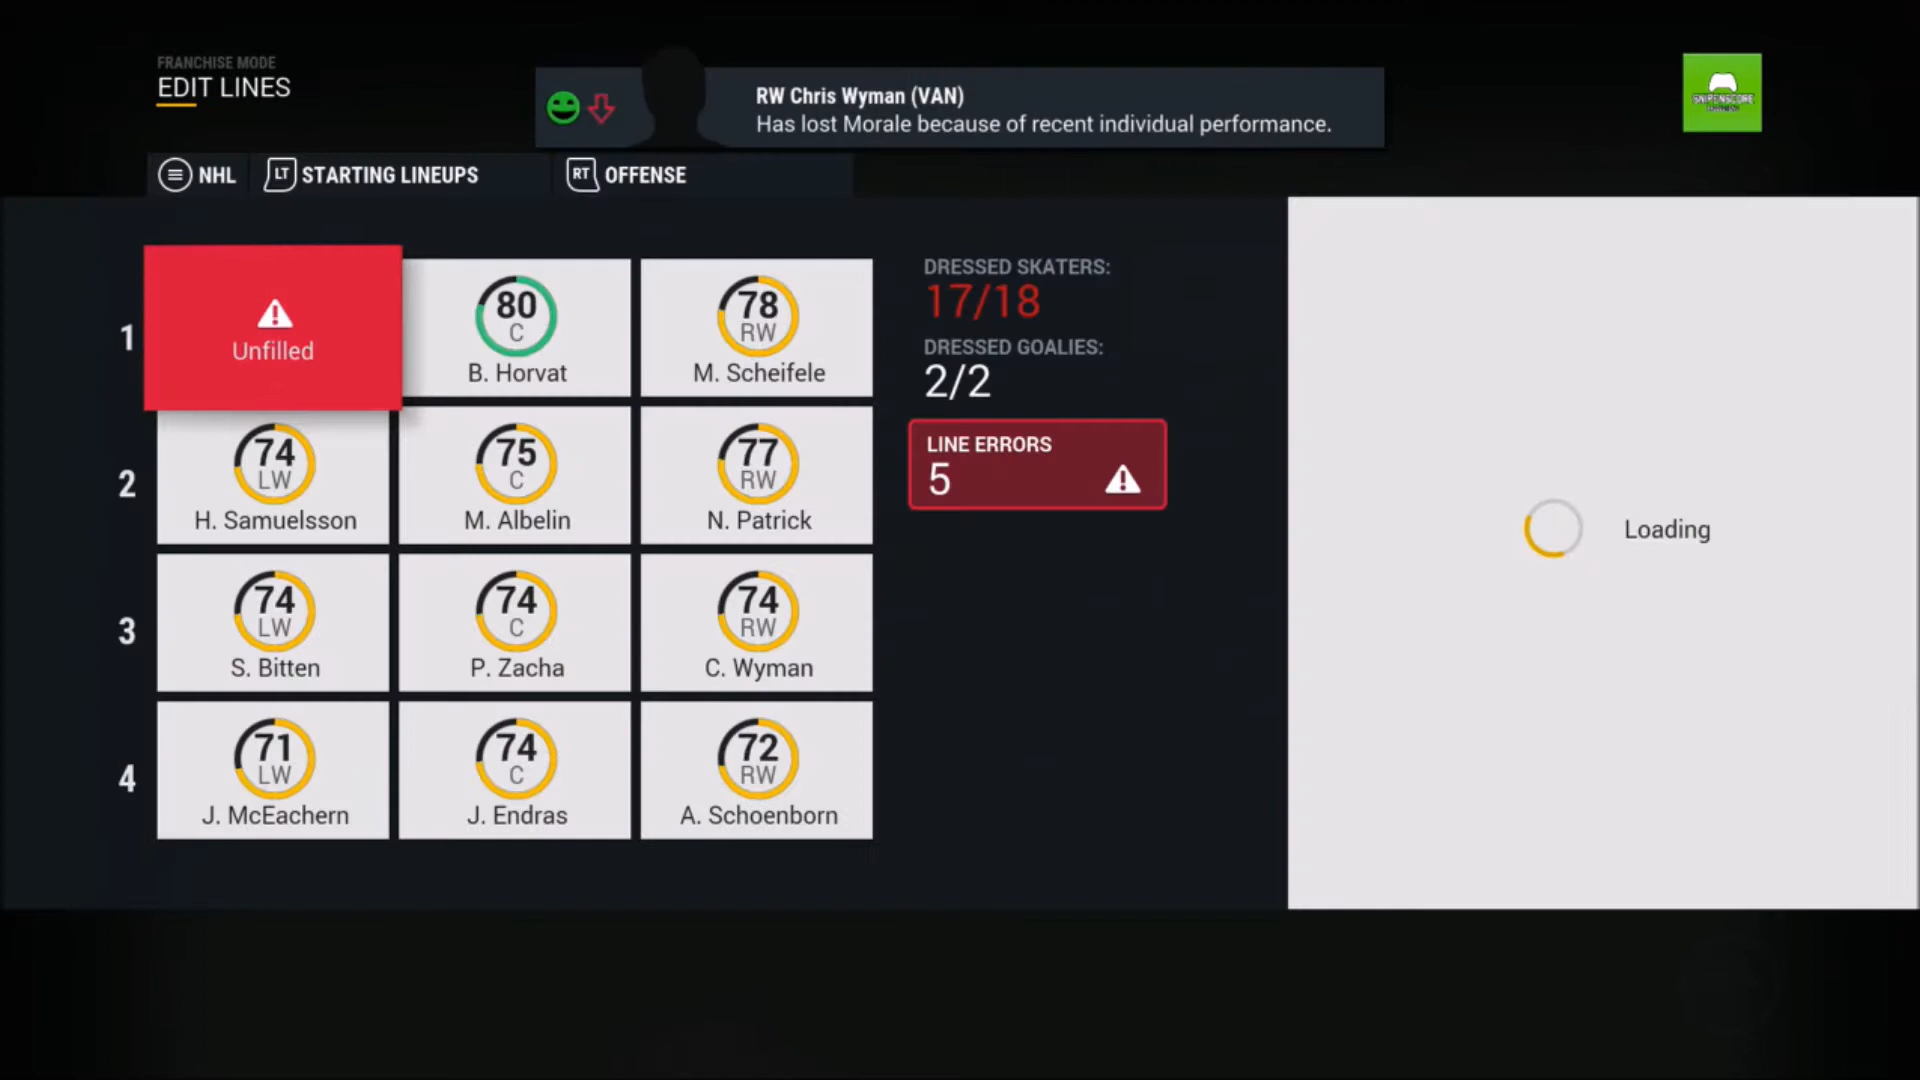 FRANCHISE MODE
EDIT LINES
RW Chris Wyman (VAN)
Has lost Morale because of recent individual performance.
SNIPENSCORE
NHL
LT STARTING LINEUPS
RT OFFENSE
1
Unfilled
80
C
B. Horvat
78
RW
M. Scheifele
2
74
LW
H. Samuelsson
75
C
M. Albelin
77
RW
N. Patrick
3
74
LW
S. Bitten
74
C
P. Zacha
74
RW
C. Wyman
4
71
LW
J. McEachern
74
C
J. Endras
72
RW
A. Schoenborn
DRESSED SKATERS:
17/18
DRESSED GOALIES:
2/2
LINE ERRORS
5
Loading